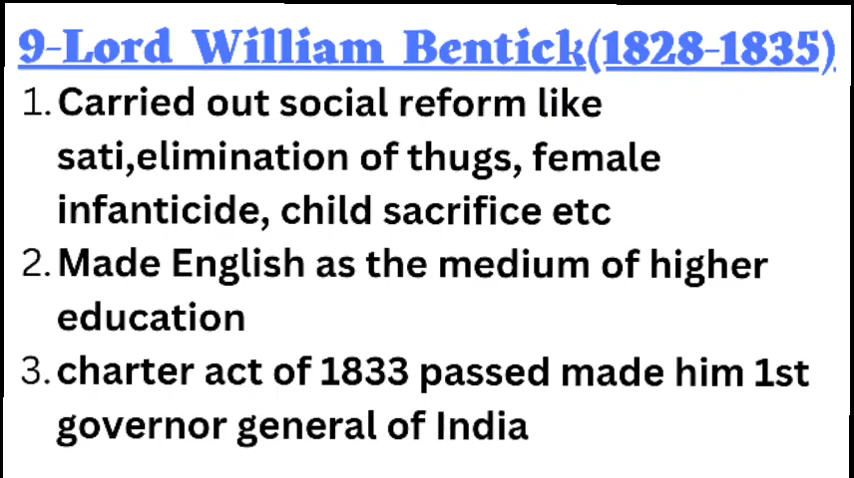 9-Lord William Bentick(1828-1835)
1. Carried out social reform like
sati,elimination of thugs, female
infanticide, child sacrifice etc
2. Made English as the medium of higher
education
3. charter act of 1833 passed made him 1st
governor general of India